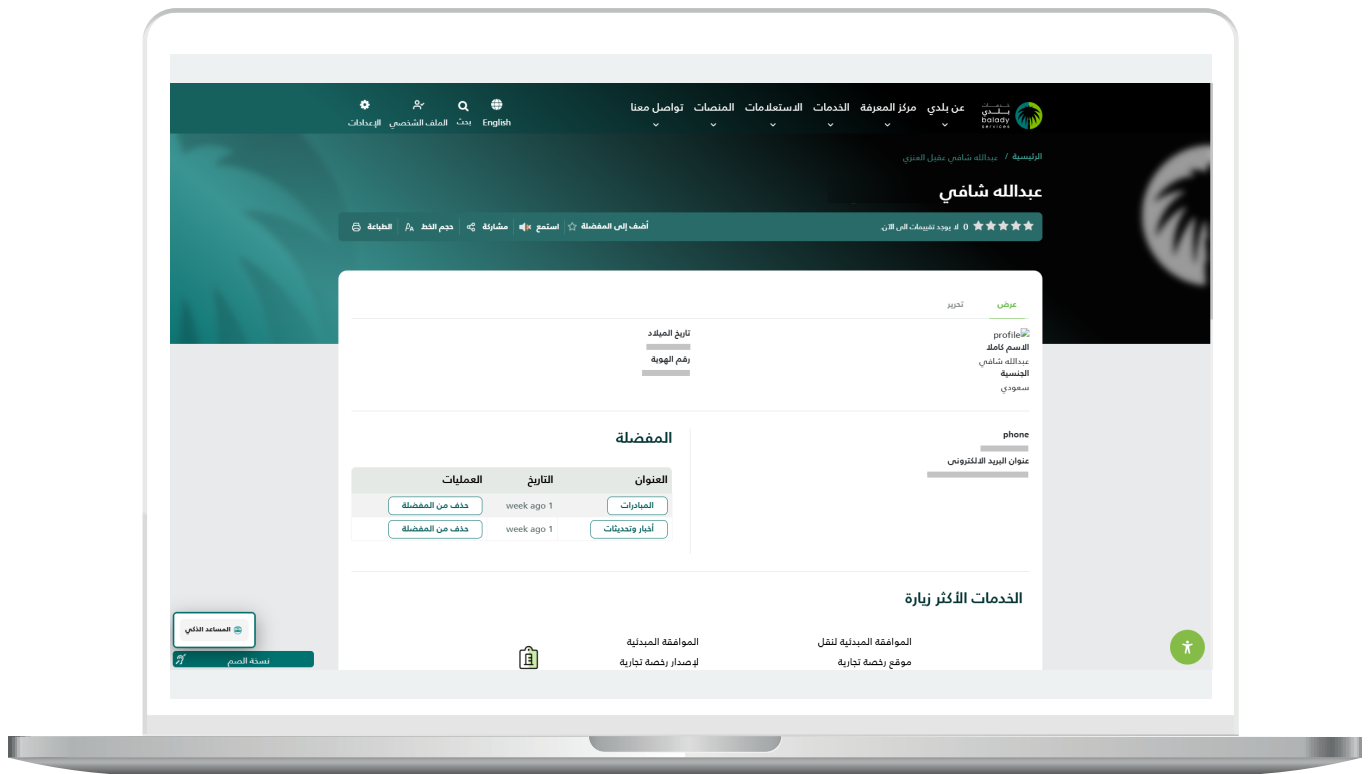 خدمات
بلدي
balady
services
عن بلدي
مركز المعرفة
الخدمات
الاستعلامات
المنصات
تواصل معنا
English
بحث
الملف الشخصي
الإعدادات
الرئيسية / عبدالله شافي عقيل العنزي
عبدالله شافي
0 لا يوجد تقييمات الى الآن.
أضف إلى المفضلة
استمع
مشاركة
حجم الخط
الطباعة
عرض
تحرير
profile
الاسم كاملا
عبدالله شافي
الجنسية
سعودي
تاريخ الميلاد
رقم الهوية
phone
عنوان البريد الالكتروني
المفضلة
العنوان التاريخ العمليات
المبادرات 1 week ago حذف من المفضلة
أخبار وتحديثات 1 week ago حذف من المفضلة
الخدمات الأكثر زيارة
الموافقة المبدئية لنقل
موقع رخصة تجارية
الموافقة المبدئية
لإصدار رخصة تجارية
المساعد الذكي
نسخة الصم